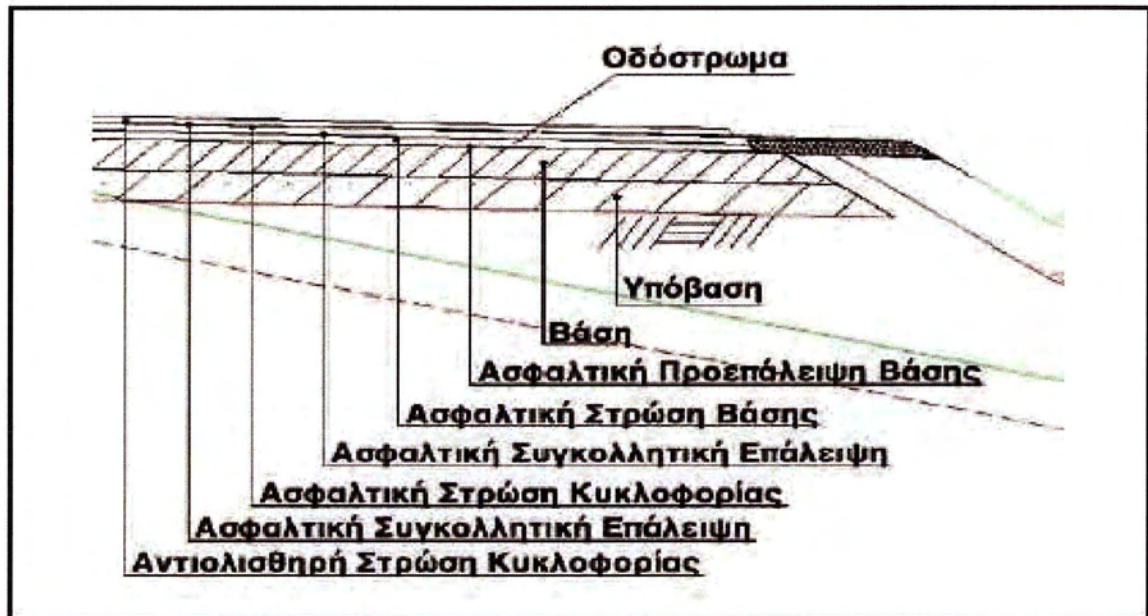 Οδόστρωμα
Υπόβαση
Βάση
Ασφαλτική Προεπάλειψη Βάσης
Ασφαλτική Στρώση Βάσης
Ασφαλτική Συγκολλητική Επάλειψη
Ασφαλτική Στρώση Κυκλοφορίας
Ασφαλτική Συγκολλητική Επάλειψη
Αντιολισθηρή Στρώση Κυκλοφορίας